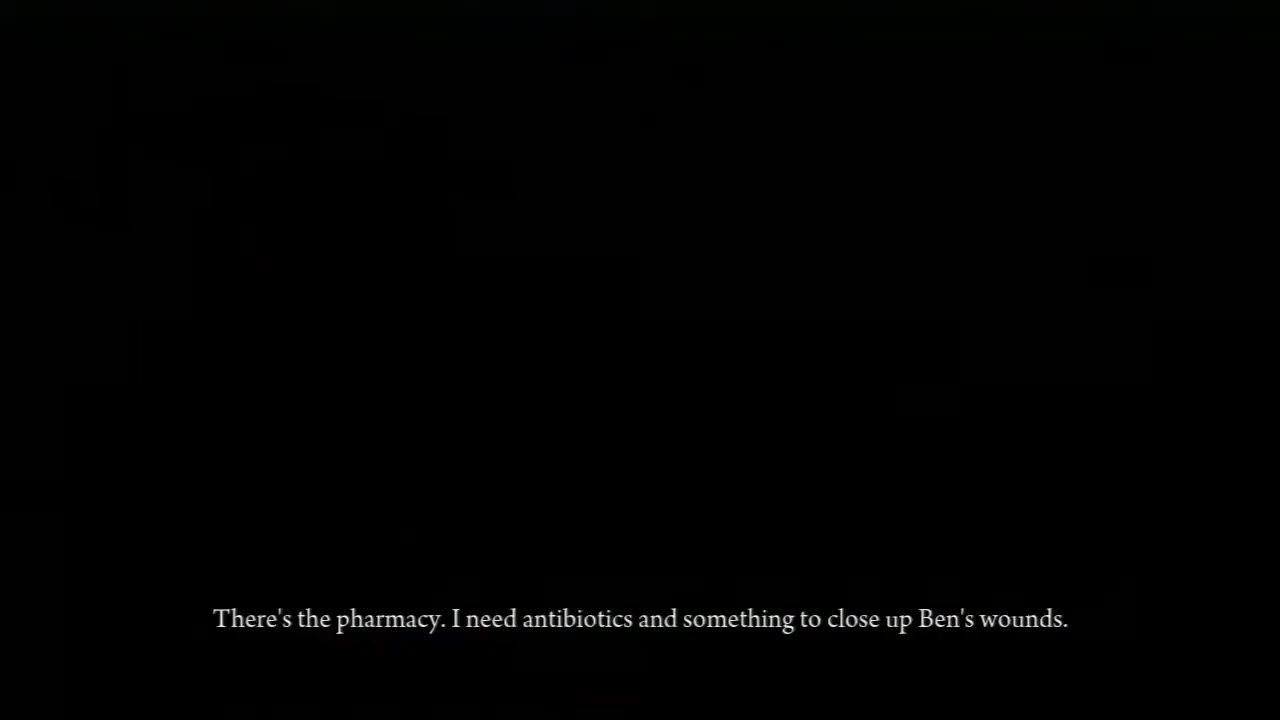 There's the pharmacy. I need antibiotics and something to close up Ben's wounds.